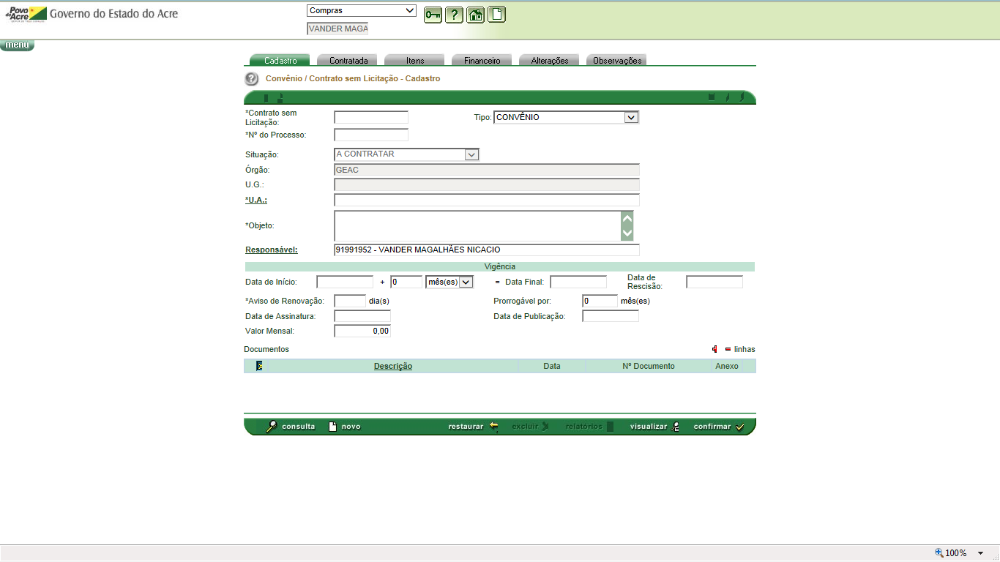 Povo do Acre Governo do Estado do Acre
Compras
VANDER MAGA
menu
Cadastro Contratada Itens Financeiro Alterações Observações
Convênio / Contrato sem Licitação - Cadastro
*Contrato sem Licitação: Tipo: CONVÊNIO
*Nº do Processo:
Situação: A CONTRATAR
Órgão: GEAC
U.G.:
*U.A.:
*Objeto:
Responsável: 91991952 - VANDER MAGALHÃES NICACIO
Vigência
Data de Início: + 0 mês(es) = Data Final: Data de Rescisão:
*Aviso de Renovação: dia(s) Prorrogável por: 0 mês(es)
Data de Assinatura: Data de Publicação:
Valor Mensal: 0,00
Documentos linhas
Descrição Data Nº Documento Anexo
consulta novo restaurar excluir relatórios visualizar confirmar
100%